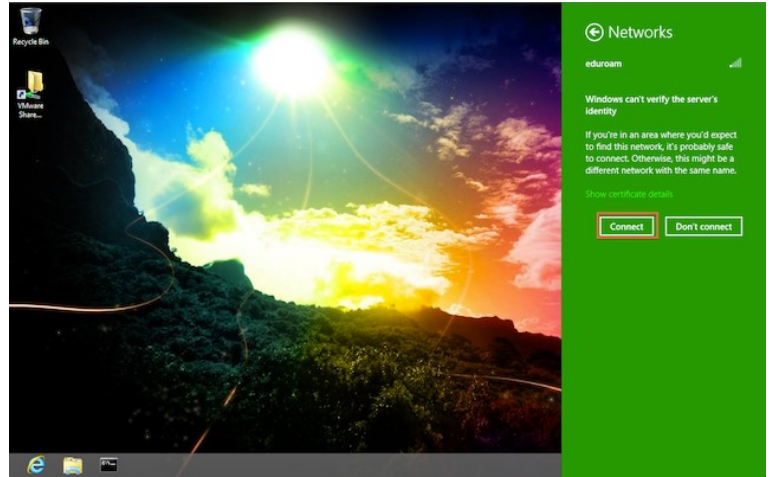 Recycle Bin
VMware
Share...
Networks
eduroam
Windows can't verify the server's
identity
If you're in an area where you'd expect
to find this network, it's probably safe
to connect. Otherwise, this might be a
different network with the same name.
Show certificate details
Connect
Don't connect